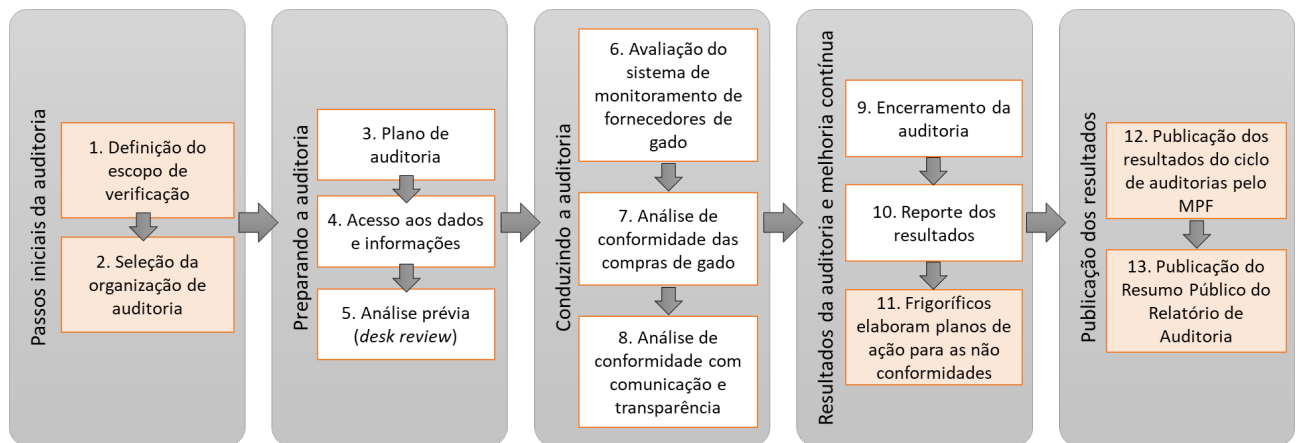 Passos iniciais da auditoria
1. Definição do
escopo de
verificação
2. Seleção da
organização de
auditoria
Preparando a auditoria
3. Plano de
auditoria
4. Acesso aos dados
e informações
5. Análise prévia
(desk review)
Conduzindo a auditoria
6. Avaliação do
sistema de
monitoramento de
fornecedores de
gado
7. Análise de
conformidade das
compras de gado
8. Análise de
conformidade com
comunicação e
transparência
Resultados da auditoria e melhoria contínua
9. Encerramento da
auditoria
10. Reporte dos
resultados
11. Frigoríficos
elaboram planos de
ação para as não
conformidades
Publicação dos resultados
12. Publicação dos
resultados do ciclo
de auditorias pelo
MPF
13. Publicação do
Resumo Público do
Relatório de
Auditoria